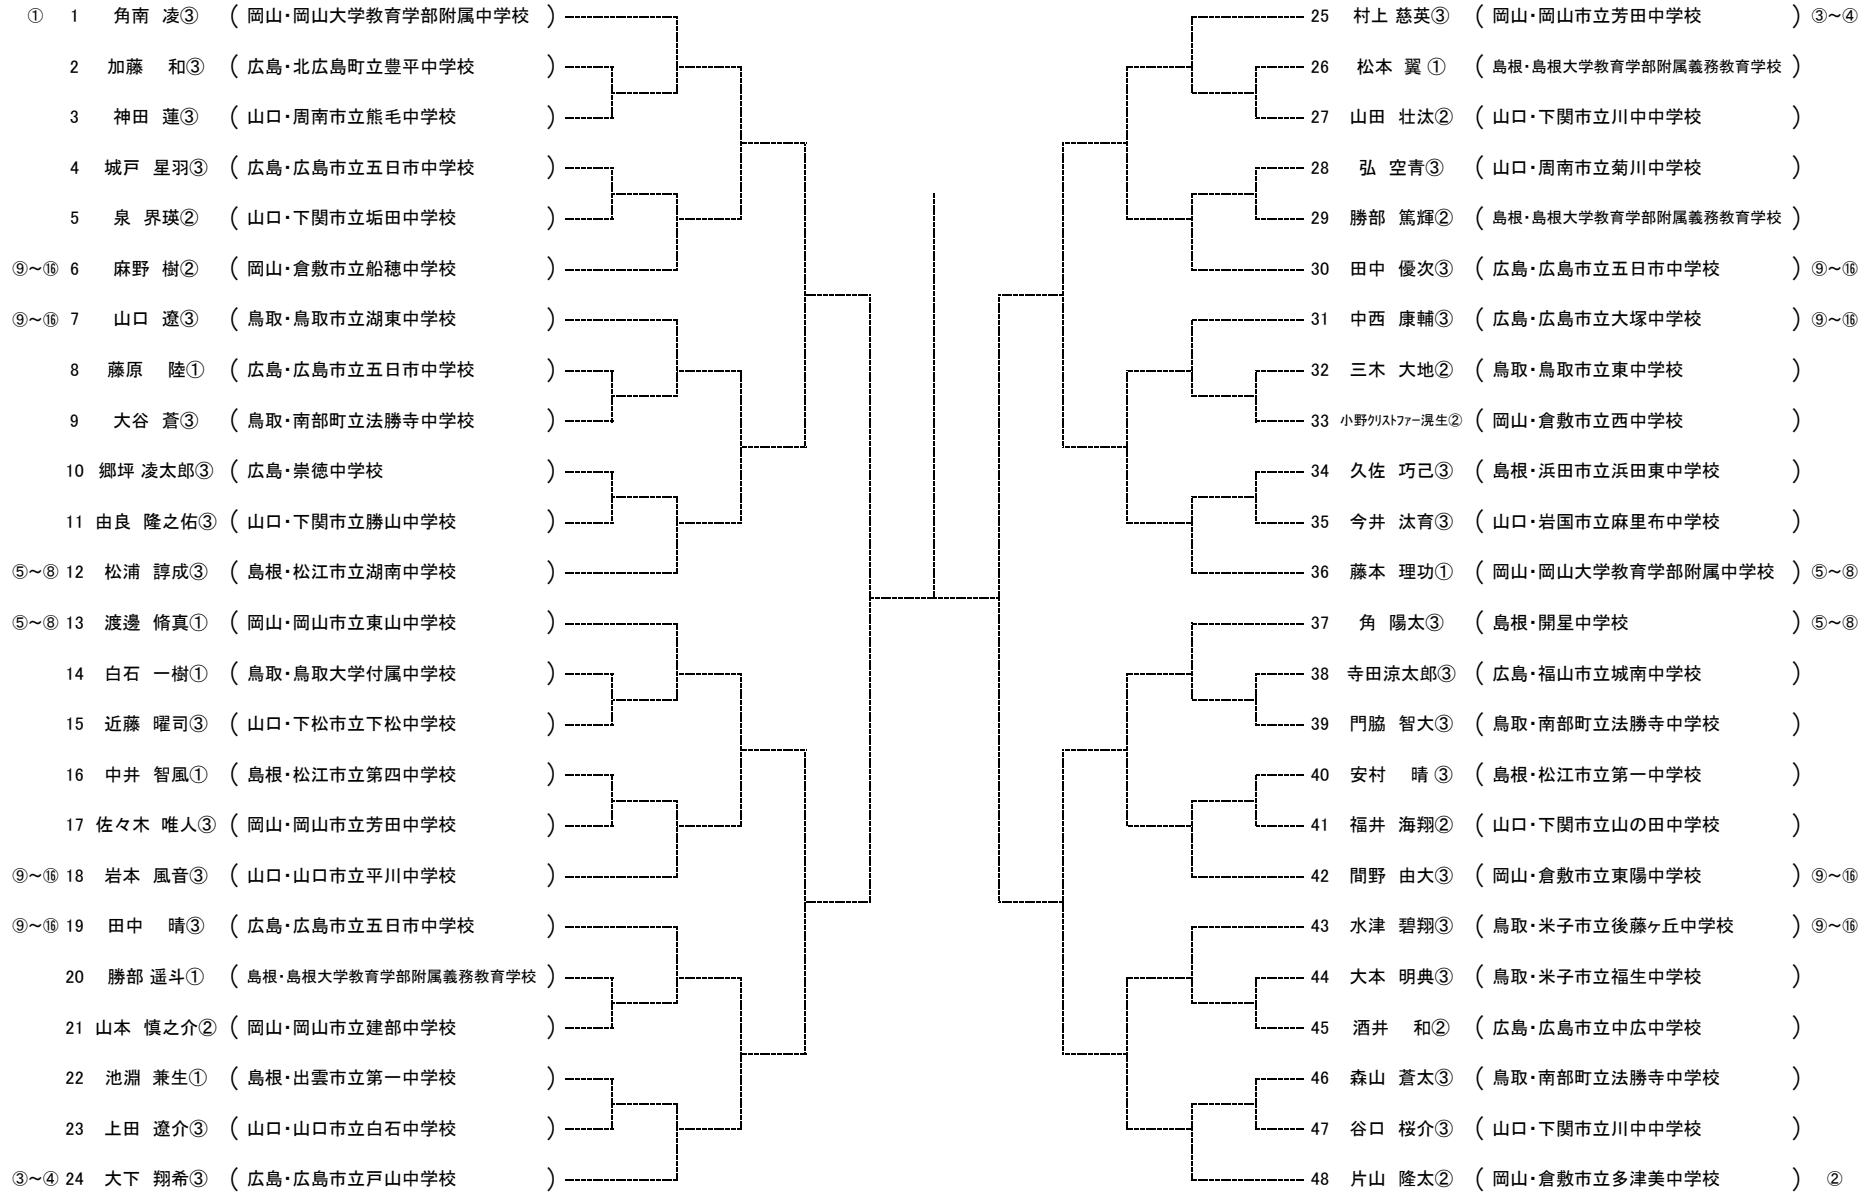 ① 1 角南 凌③ ( 岡山・岡山大学教育学部附属中学校 )
2 加藤 和③ ( 広島・北広島町立豊平中学校 )
3 神田 蓮③ ( 山口・周南市立熊毛中学校 )
4 城戸 星羽③ ( 広島・広島市立五日市中学校 )
5 泉 界瑛② ( 山口・下関市立垢田中学校 )
⑨～⑯ 6 麻野 樹② ( 岡山・倉敷市立船穂中学校 )
⑨～⑯ 7 山口 遼③ ( 鳥取・鳥取市立湖東中学校 )
8 藤原 陸① ( 広島・広島市立五日市中学校 )
9 大谷 蒼③ ( 鳥取・南部町立法勝寺中学校 )
10 郷坪 凌太郎③ ( 広島・崇徳中学校 )
11 由良 隆之佑③ ( 山口・下関市立勝山中学校 )
⑤～⑧ 12 松浦 諄成③ ( 島根・松江市立湖南中学校 )
⑤～⑧ 13 渡邊 脩真① ( 岡山・岡山市立東山中学校 )
14 白石 一樹① ( 鳥取・鳥取大学付属中学校 )
15 近藤 曜司③ ( 山口・下松市立下松中学校 )
16 中井 智風① ( 島根・松江市立第四中学校 )
17 佐々木 唯人③ ( 岡山・岡山市立芳田中学校 )
⑨～⑯ 18 岩本 風音③ ( 山口・山口市立平川中学校 )
⑨～⑯ 19 田中 晴③ ( 広島・広島市立五日市中学校 )
20 勝部 遥斗① ( 島根・島根大学教育学部附属義務教育学校 )
21 山本 慎之介② ( 岡山・岡山市立建部中学校 )
22 池淵 兼生① ( 島根・出雲市立第一中学校 )
23 上田 遼介③ ( 山口・山口市立白石中学校 )
③～④ 24 大下 翔希③ ( 広島・広島市立戸山中学校 )
25 村上 慈英③ ( 岡山・岡山市立芳田中学校 ) ③～④
26 松本 翼 ① ( 島根・島根大学教育学部附属義務教育学校 )
27 山田 壮汰② ( 山口・下関市立川中中学校 )
28 弘 空青③ ( 山口・周南市立菊川中学校 )
29 勝部 篤輝② ( 島根・島根大学教育学部附属義務教育学校 )
30 田中 優次③ ( 広島・広島市立五日市中学校 ) ⑨～⑯
31 中西 康輔③ ( 広島・広島市立大塚中学校 ) ⑨～⑯
32 三木 大地② ( 鳥取・鳥取市立東中学校 )
33 小野ｸﾘｽﾄﾌｧｰ滉生② ( 岡山・倉敷市立西中学校 )
34 久佐 巧己③ ( 島根・浜田市立浜田東中学校 )
35 今井 汰育③ ( 山口・岩国市立麻里布中学校 )
36 藤本 理功① ( 岡山・岡山大学教育学部附属中学校 ) ⑤～⑧
37 角 陽太③ ( 島根・開星中学校 ) ⑤～⑧
38 寺田涼太郎③ ( 広島・福山市立城南中学校 )
39 門脇 智大③ ( 鳥取・南部町立法勝寺中学校 )
40 安村 晴 ③ ( 島根・松江市立第一中学校 )
41 福井 海翔② ( 山口・下関市立山の田中学校 )
42 間野 由大③ ( 岡山・倉敷市立東陽中学校 ) ⑨～⑯
43 水津 碧翔③ ( 鳥取・米子市立後藤ヶ丘中学校 ) ⑨～⑯
44 大本 明典③ ( 鳥取・米子市立福生中学校 )
45 酒井 和② ( 広島・広島市立中広中学校 )
46 森山 蒼太③ ( 鳥取・南部町立法勝寺中学校 )
47 谷口 桜介③ ( 山口・下関市立川中中学校 )
48 片山 隆太② ( 岡山・倉敷市立多津美中学校 ) ②